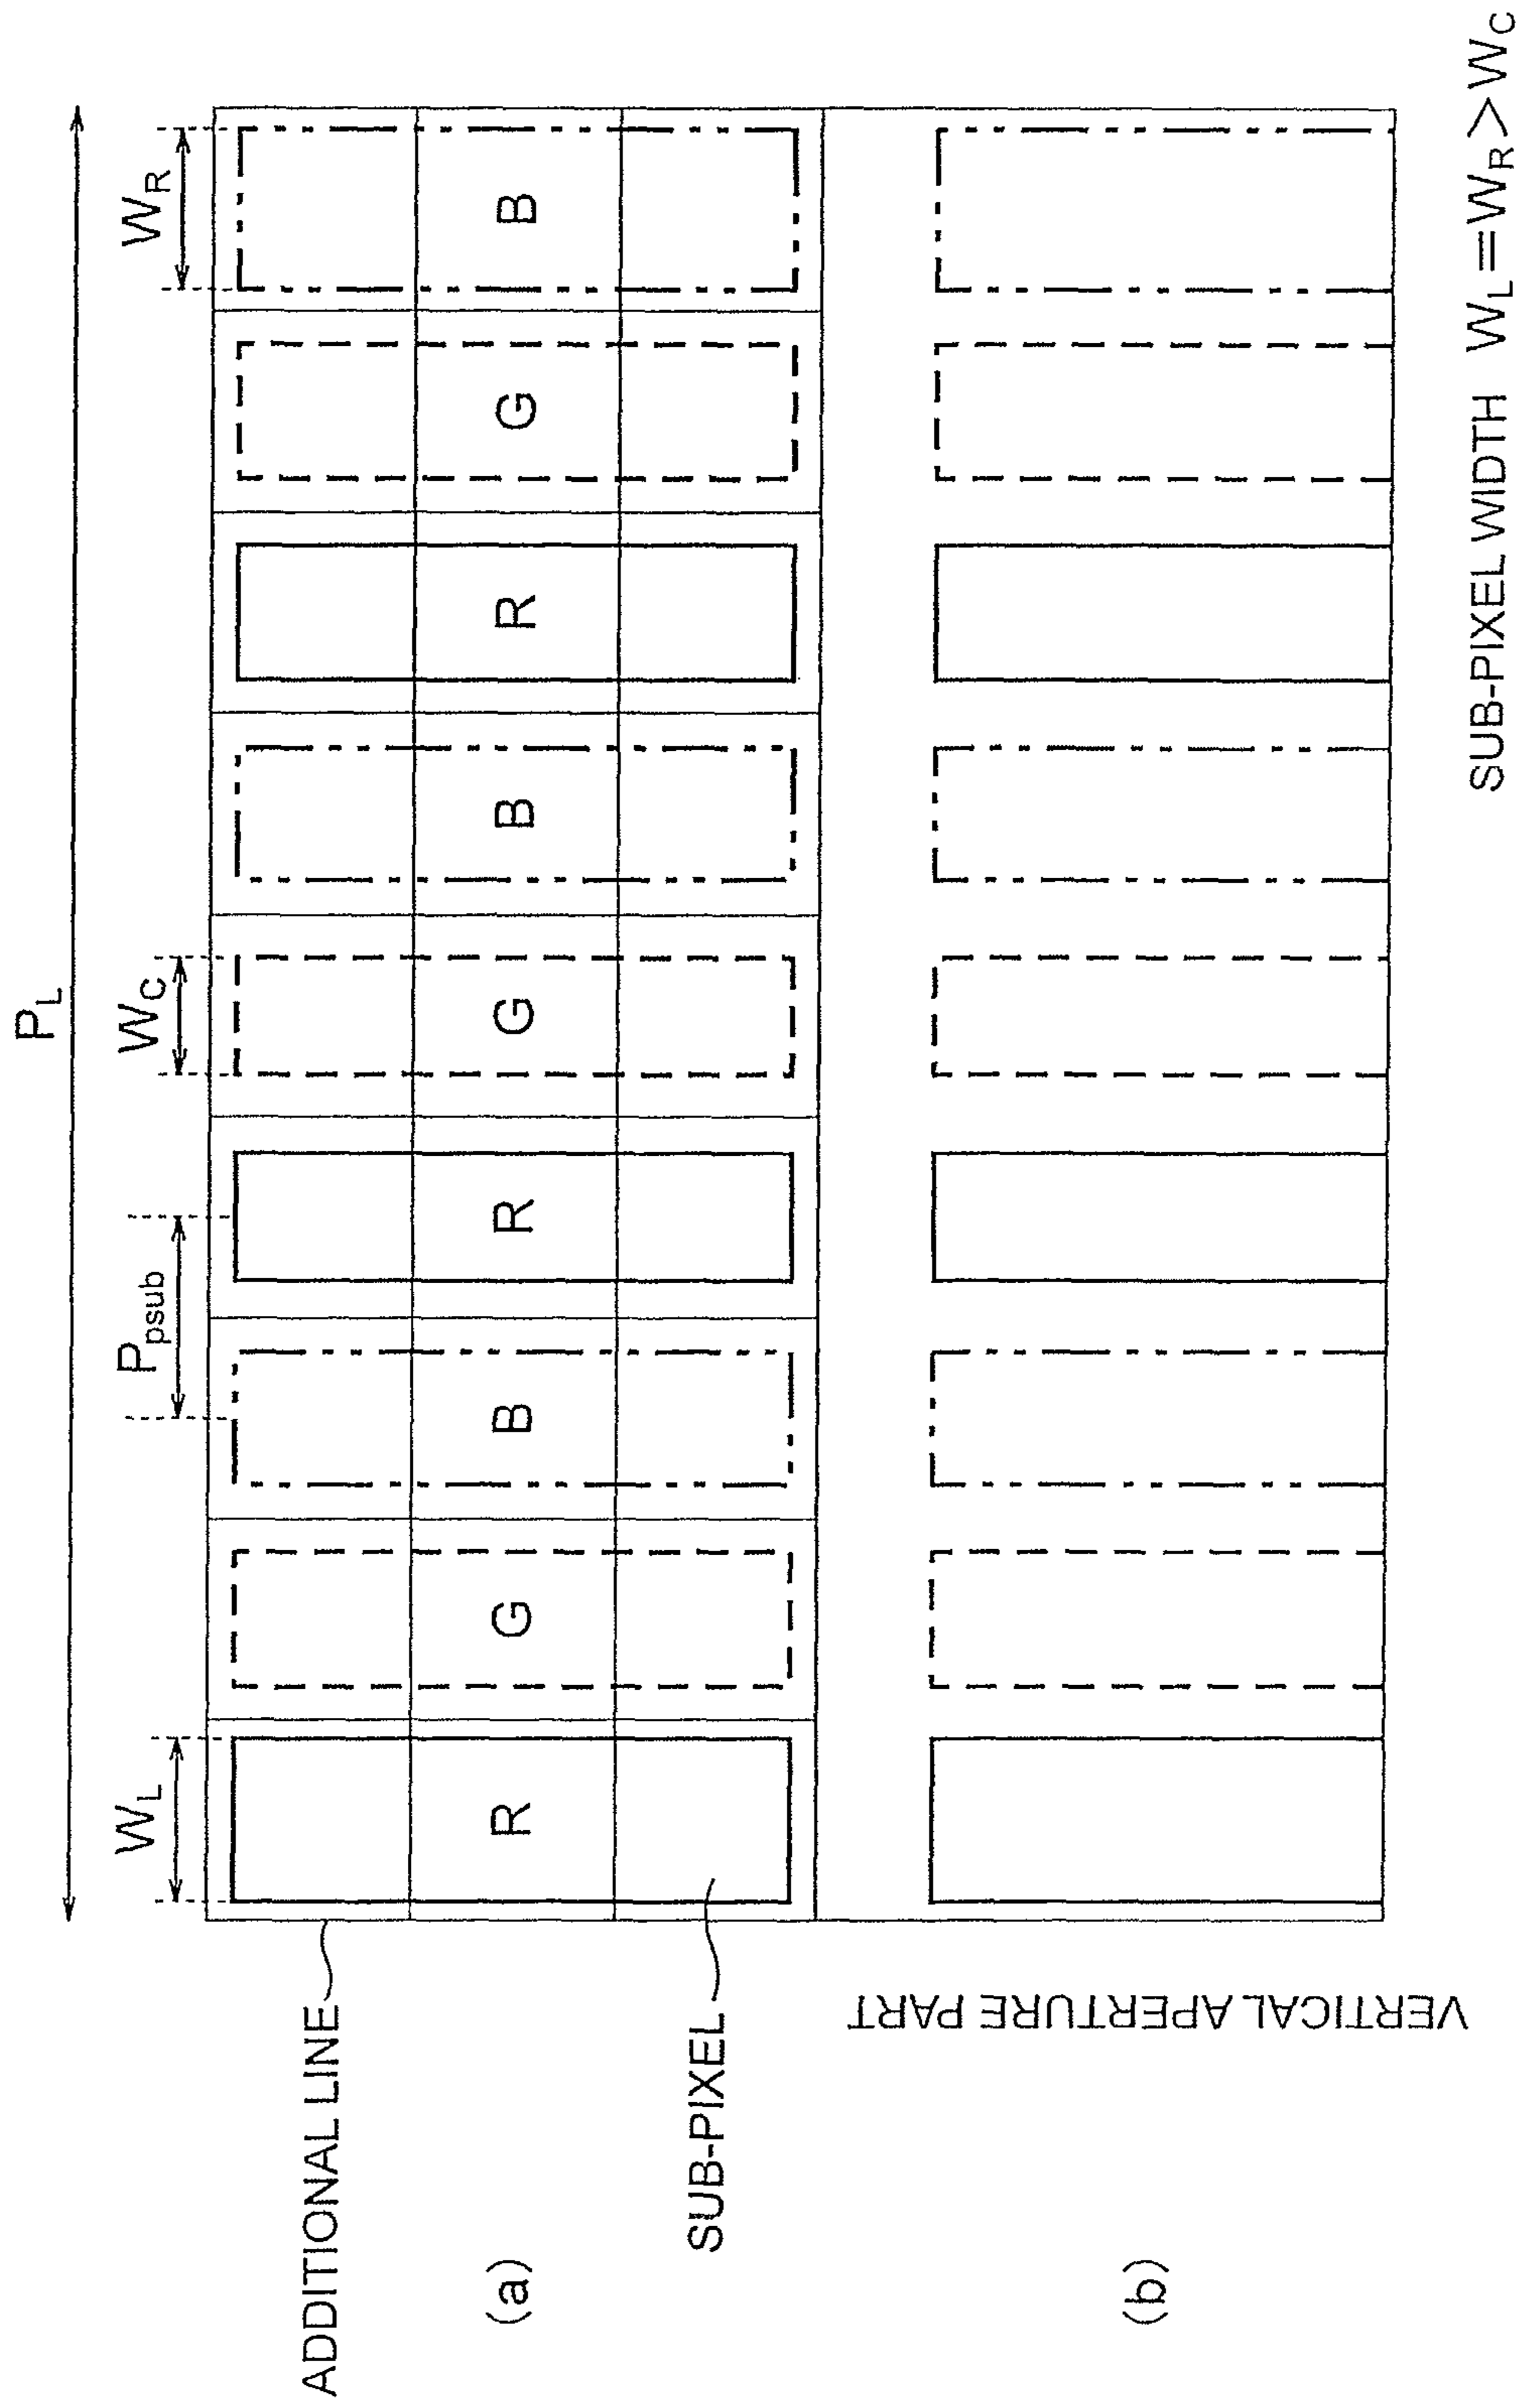 P_L
W_L P_psub W_C W_R
ADDITIONAL LINE
(a) R G B R G B R G B
SUB-PIXEL
VERTICAL APERTURE PART
(b)
SUB-PIXEL WIDTH W_L=W_R>W_C